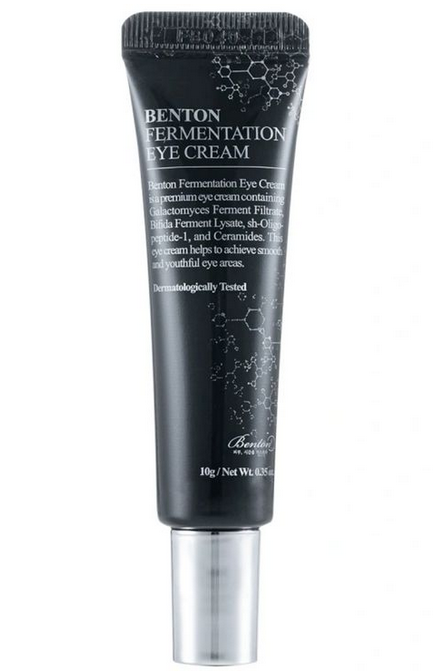 BENTON
FERMENTATION
EYE CREAM
Benton Fermentation Eye Cream
is a premium eye cream containing
Galactomyces Ferment Filtrate,
Bifida Ferment Lysate, sh-Oligo-
peptide-1, and Ceramides. This
eye cream helps to achieve smooth
and youthful eye areas.
Dermatologically Tested
Benton
10g / Net Wt. 0.35 oz.